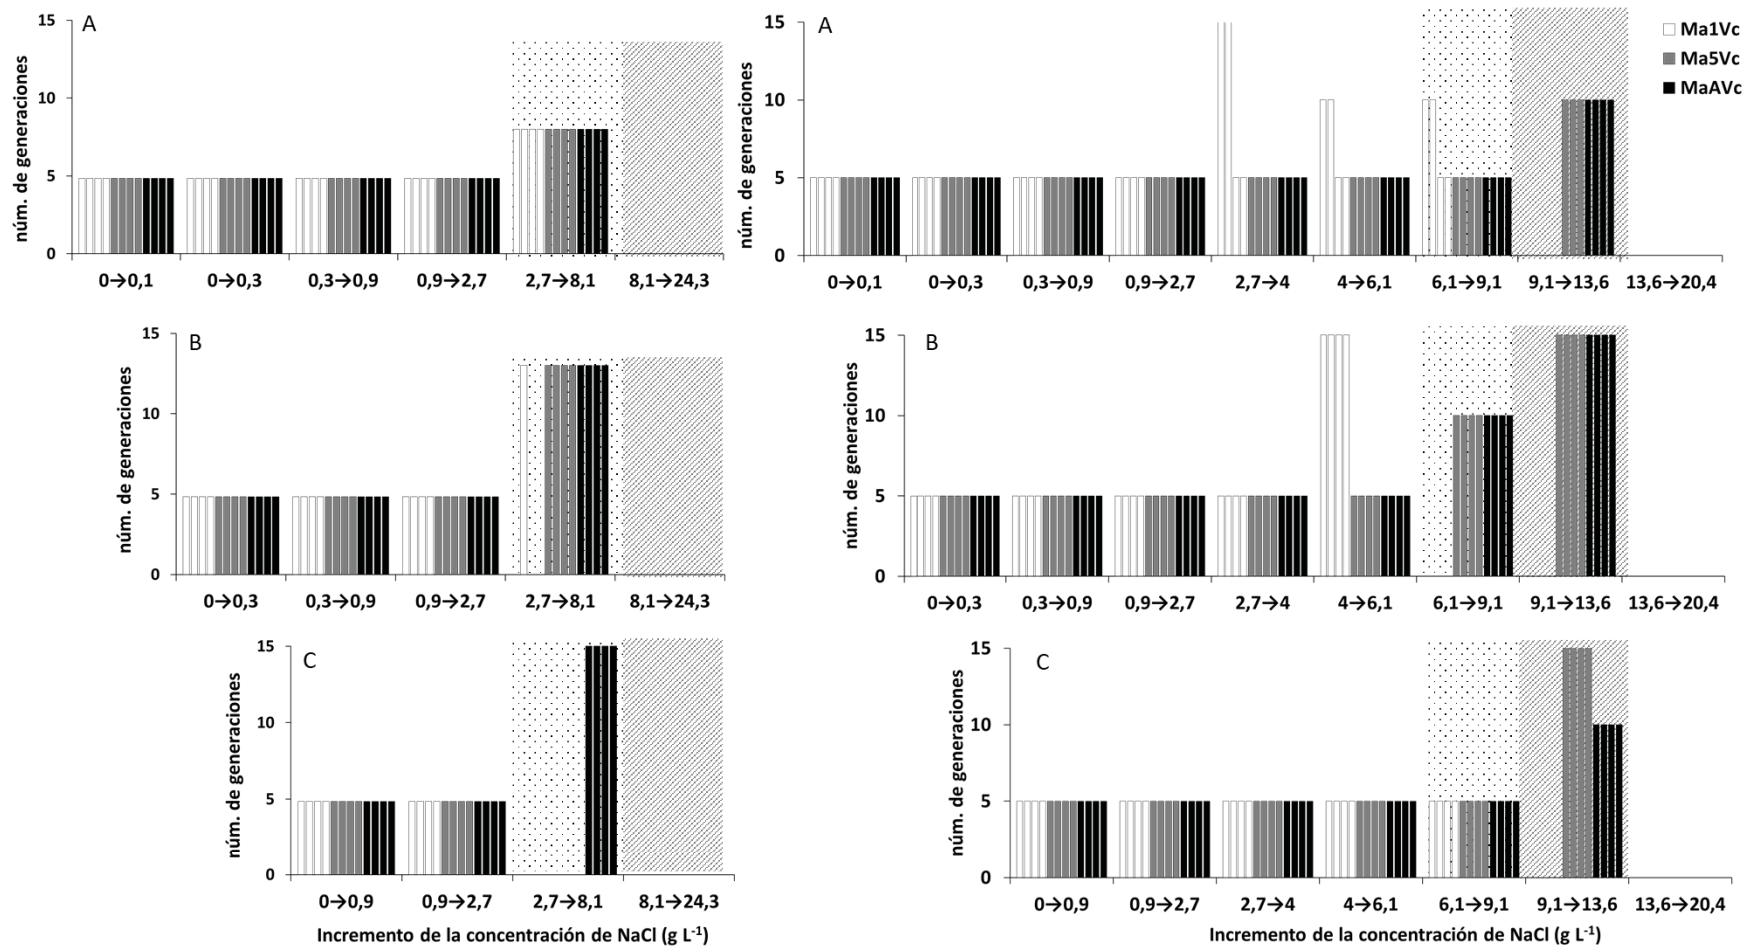 A
núm. de generaciones
15
10
5
0
0→0,1 0→0,3 0,3→0,9 0,9→2,7 2,7→8,1 8,1→24,3
B
núm. de generaciones
15
10
5
0
0→0,3 0,3→0,9 0,9→2,7 2,7→8,1 8,1→24,3
C
núm. de generaciones
15
10
5
0
0→0,9 0,9→2,7 2,7→8,1 8,1→24,3
Incremento de la concentración de NaCl (g L⁻¹)
A
Ma1Vc
Ma5Vc
MaAVc
núm. de generaciones
15
10
5
0
0→0,1 0→0,3 0,3→0,9 0,9→2,7 2,7→4 4→6,1 6,1→9,1 9,1→13,6 13,6→20,4
B
núm. de generaciones
15
10
5
0
0→0,3 0,3→0,9 0,9→2,7 2,7→4 4→6,1 6,1→9,1 9,1→13,6 13,6→20,4
C
núm. de generaciones
15
10
5
0
0→0,9 0,9→2,7 2,7→4 4→6,1 6,1→9,1 9,1→13,6 13,6→20,4
Incremento de la concentración de NaCl (g L⁻¹)